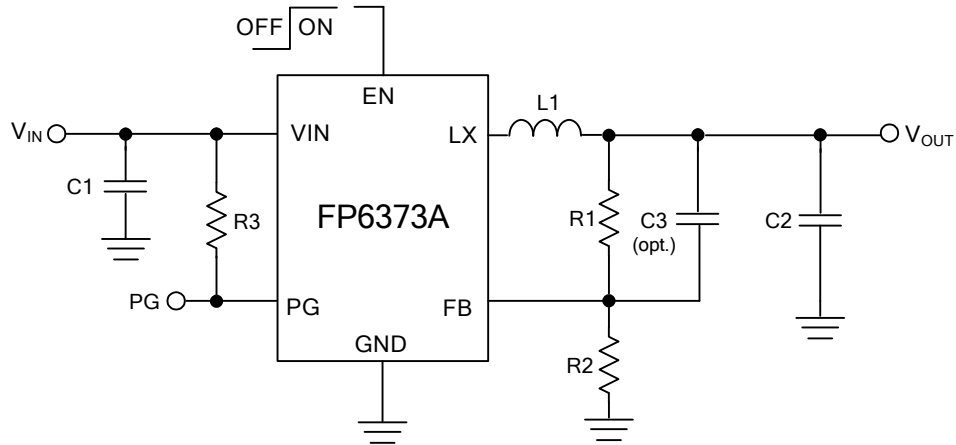 OFF ON
EN
L1
VIN
VIN
LX
VOUT
C1
R3
FP6373A
R1
C3
(opt.)
C2
PG
PG
FB
GND
R2